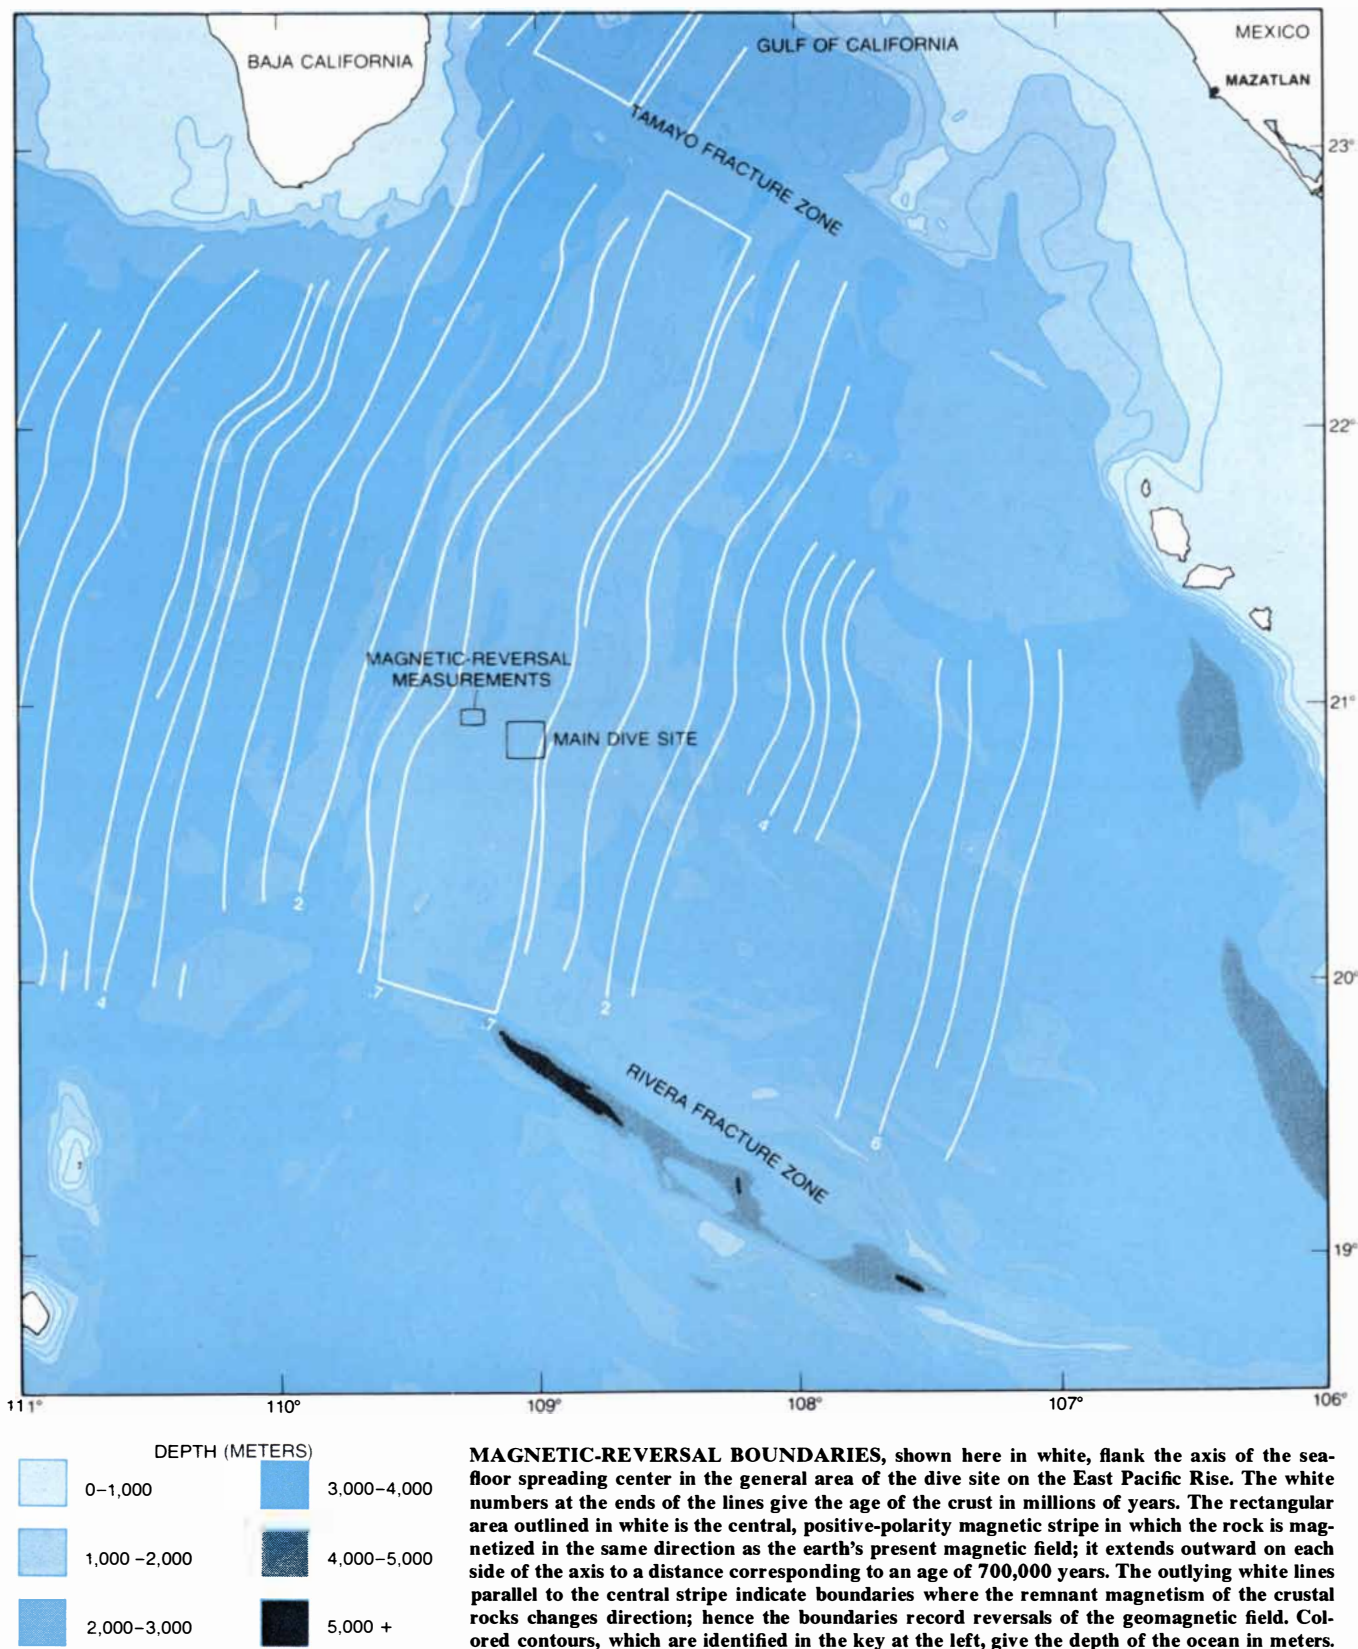 BAJA CALIFORNIA
GULF OF CALIFORNIA
MEXICO
MAZATLAN
TAMAYO FRACTURE ZONE
23°
22°
MAGNETIC-REVERSAL
MEASUREMENTS
MAIN DIVE SITE
21°
4
2
20°
4
.7
2
.7
RIVERA FRACTURE ZONE
6
19°
111°
110°
109°
108°
107°
106°
DEPTH (METERS)
0–1,000
1,000 –2,000
2,000–3,000
3,000–4,000
4,000–5,000
5,000 +
MAGNETIC-REVERSAL BOUNDARIES, shown here in white, flank the axis of the sea-
floor spreading center in the general area of the dive site on the East Pacific Rise. The white
numbers at the ends of the lines give the age of the crust in millions of years. The rectangular
area outlined in white is the central, positive-polarity magnetic stripe in which the rock is mag-
netized in the same direction as the earth's present magnetic field; it extends outward on each
side of the axis to a distance corresponding to an age of 700,000 years. The outlying white lines
parallel to the central stripe indicate boundaries where the remnant magnetism of the crustal
rocks changes direction; hence the boundaries record reversals of the geomagnetic field. Col-
ored contours, which are identified in the key at the left, give the depth of the ocean in meters.